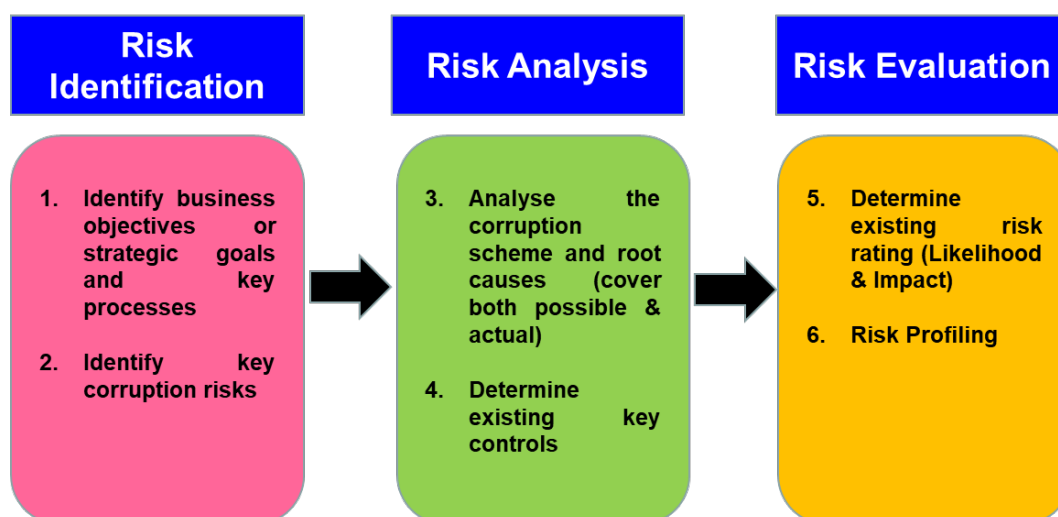 Risk
Identification
1. Identify business
objectives or
strategic goals
and key
processes
2. Identify key
corruption risks
Risk Analysis
3. Analyse the
corruption
scheme and root
causes (cover
both possible &
actual)
4. Determine
existing key
controls
Risk Evaluation
5. Determine
existing risk
rating (Likelihood
& Impact)
6. Risk Profiling